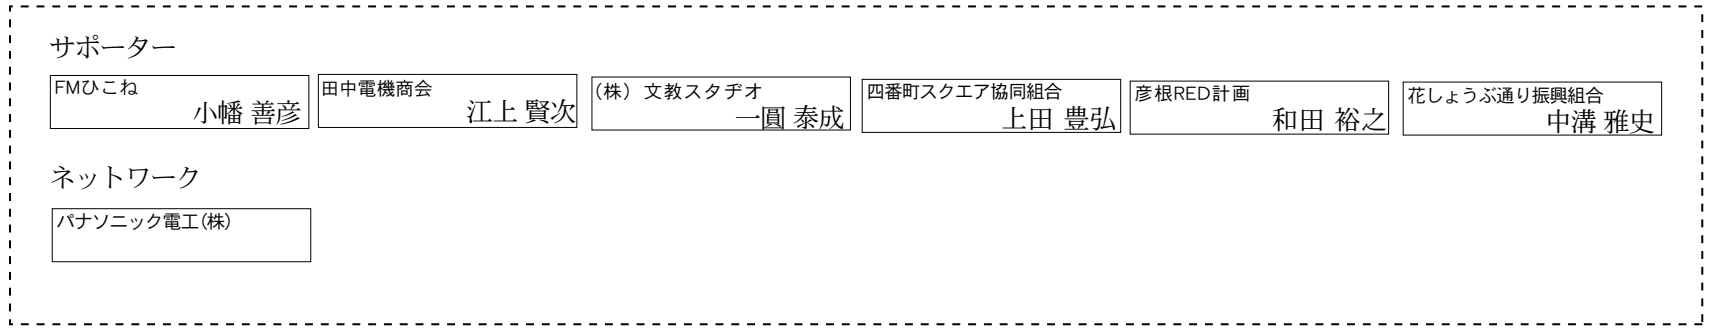 サポーター
FMひこね
小幡 善彦
田中電機商会
江上 賢次
(株) 文教スタヂオ
一圓 泰成
四番町スクエア協同組合
上田 豊弘
彦根RED計画
和田 裕之
花しょうぶ通り振興組合
中溝 雅史
ネットワーク
パナソニック電工(株)